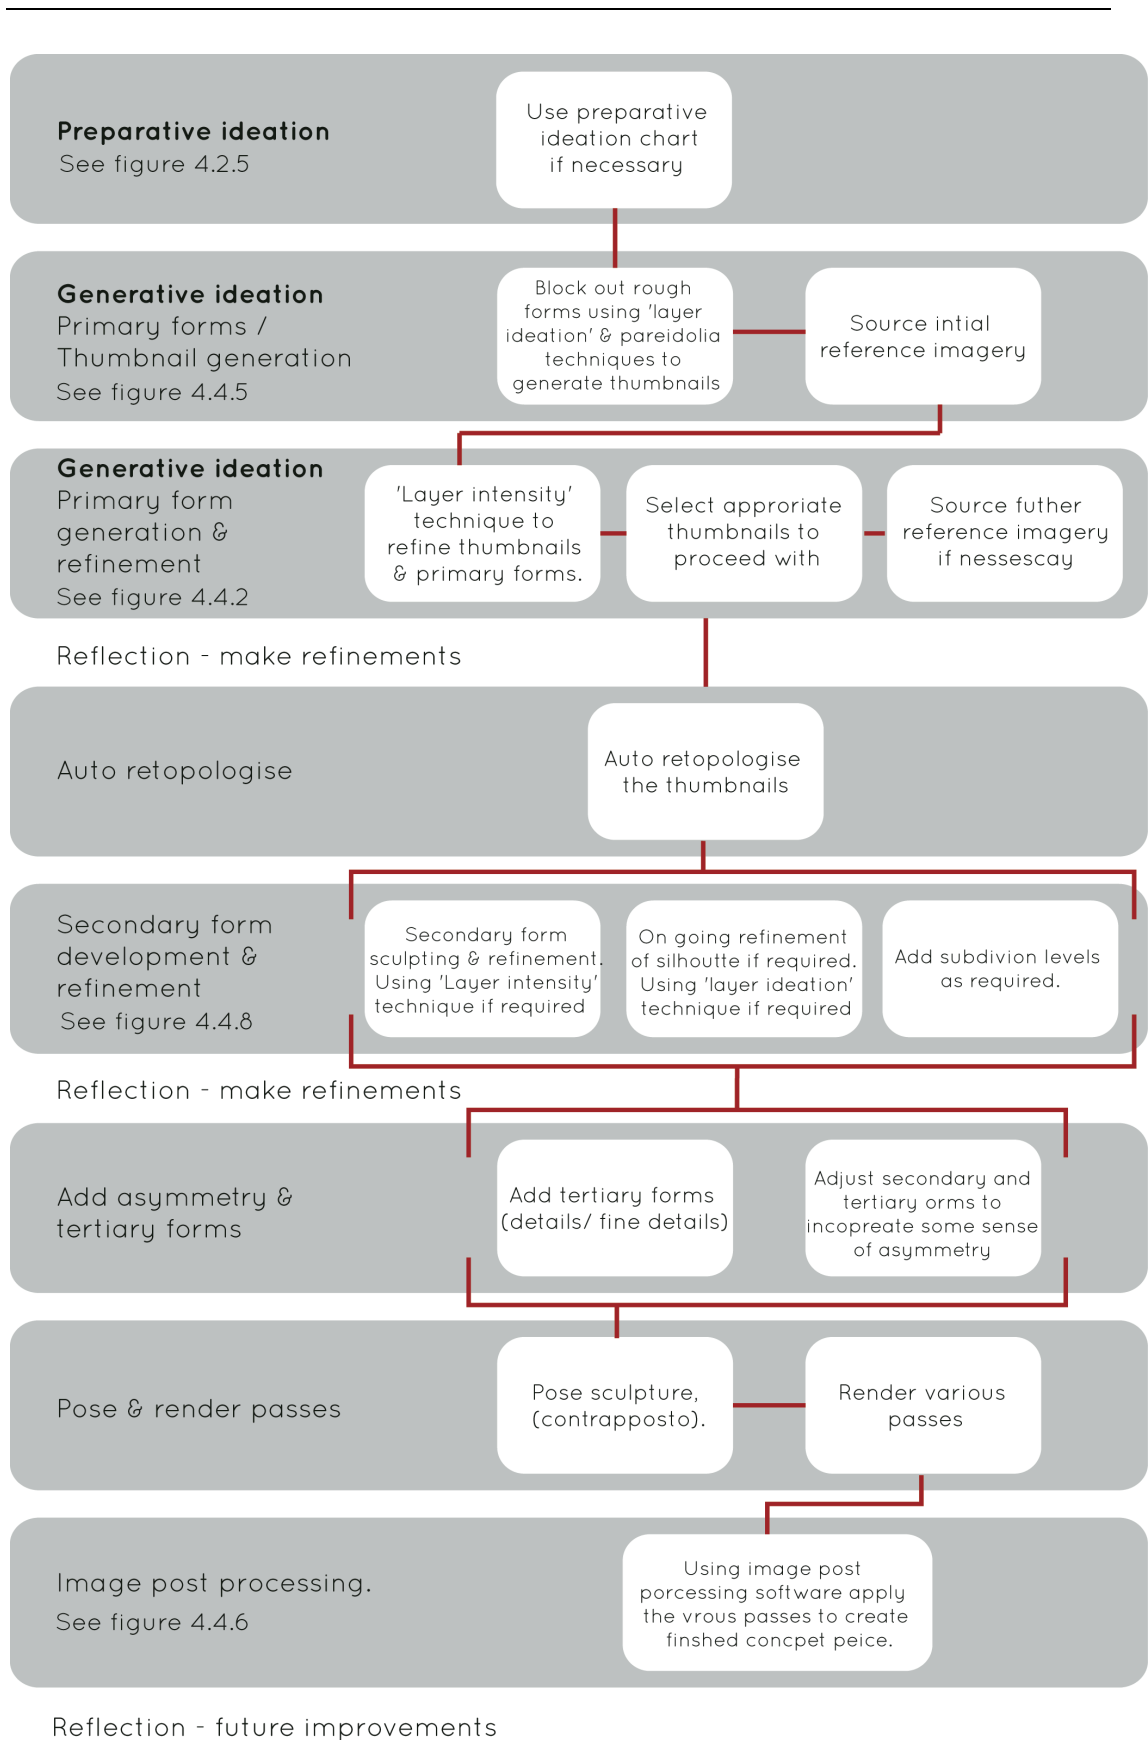 Preparative ideation
See figure 4.2.5
Use preparative
ideation chart
if necessary
Generative ideation
Primary forms /
Thumbnail generation
See figure 4.4.5
Block out rough
forms using 'layer
ideation' & pareidolia
techniques to
generate thumbnails
Source intial
reference imagery
Generative ideation
Primary form
generation &
refinement
See figure 4.4.2
'Layer intensity'
technique to
refine thumbnails
& primary forms.
Select approriate
thumbnails to
proceed with
Source futher
reference imagery
if nessescay
Reflection - make refinements
Auto retopologise
Auto retopologise
the thumbnails
Secondary form
development &
refinement
See figure 4.4.8
Secondary form
sculpting & refinement.
Using 'Layer intensity'
technique if required
On going refinement
of silhoutte if required.
Using 'layer ideation'
technique if required
Add subdivion levels
as required.
Reflection - make refinements
Add asymmetry &
tertiary forms
Add tertiary forms
(details/ fine details)
Adjust secondary and
tertiary orms to
incopreate some sense
of asymmetry
Pose & render passes
Pose sculpture,
(contrapposto).
Render various
passes
Image post processing.
See figure 4.4.6
Using image post
porcessing software apply
the vrous passes to create
finshed concpet peice.
Reflection - future improvements